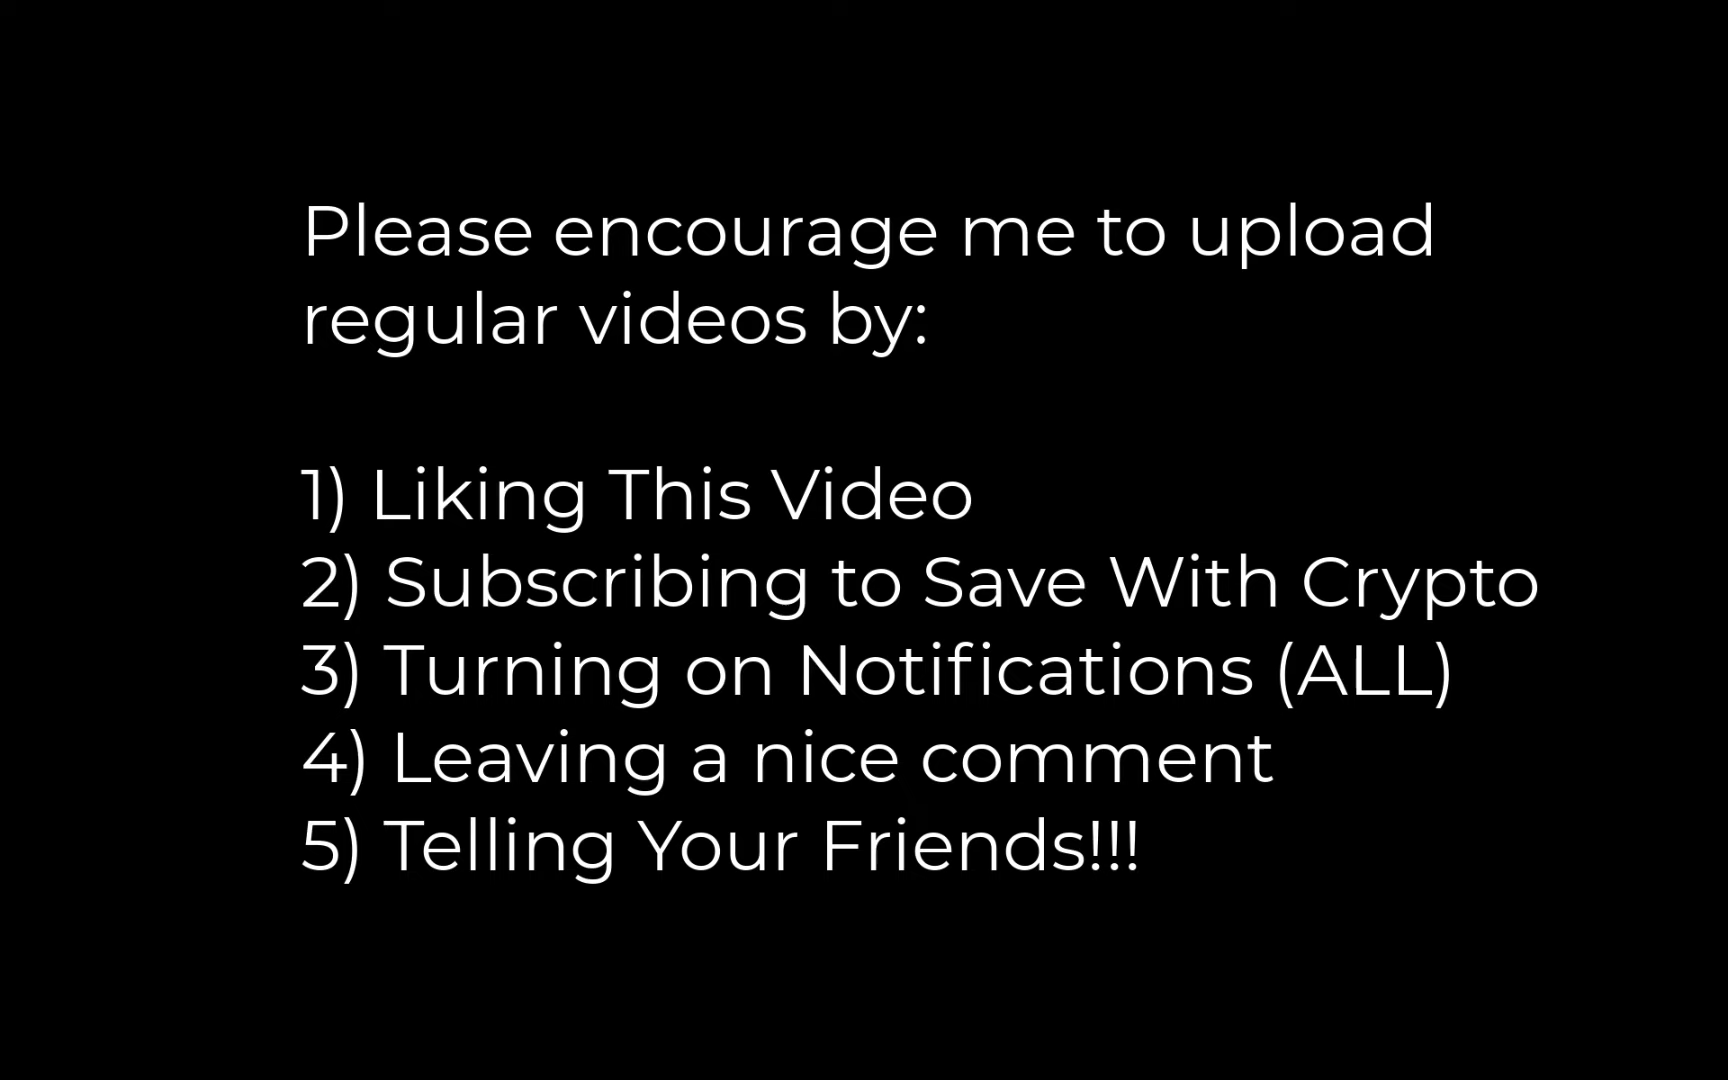 Please encourage me to upload
regular videos by:
1) Liking This Video
2) Subscribing to Save With Crypto
3) Turning on Notifications (ALL)
4) Leaving a nice comment
5) Telling Your Friends!!!